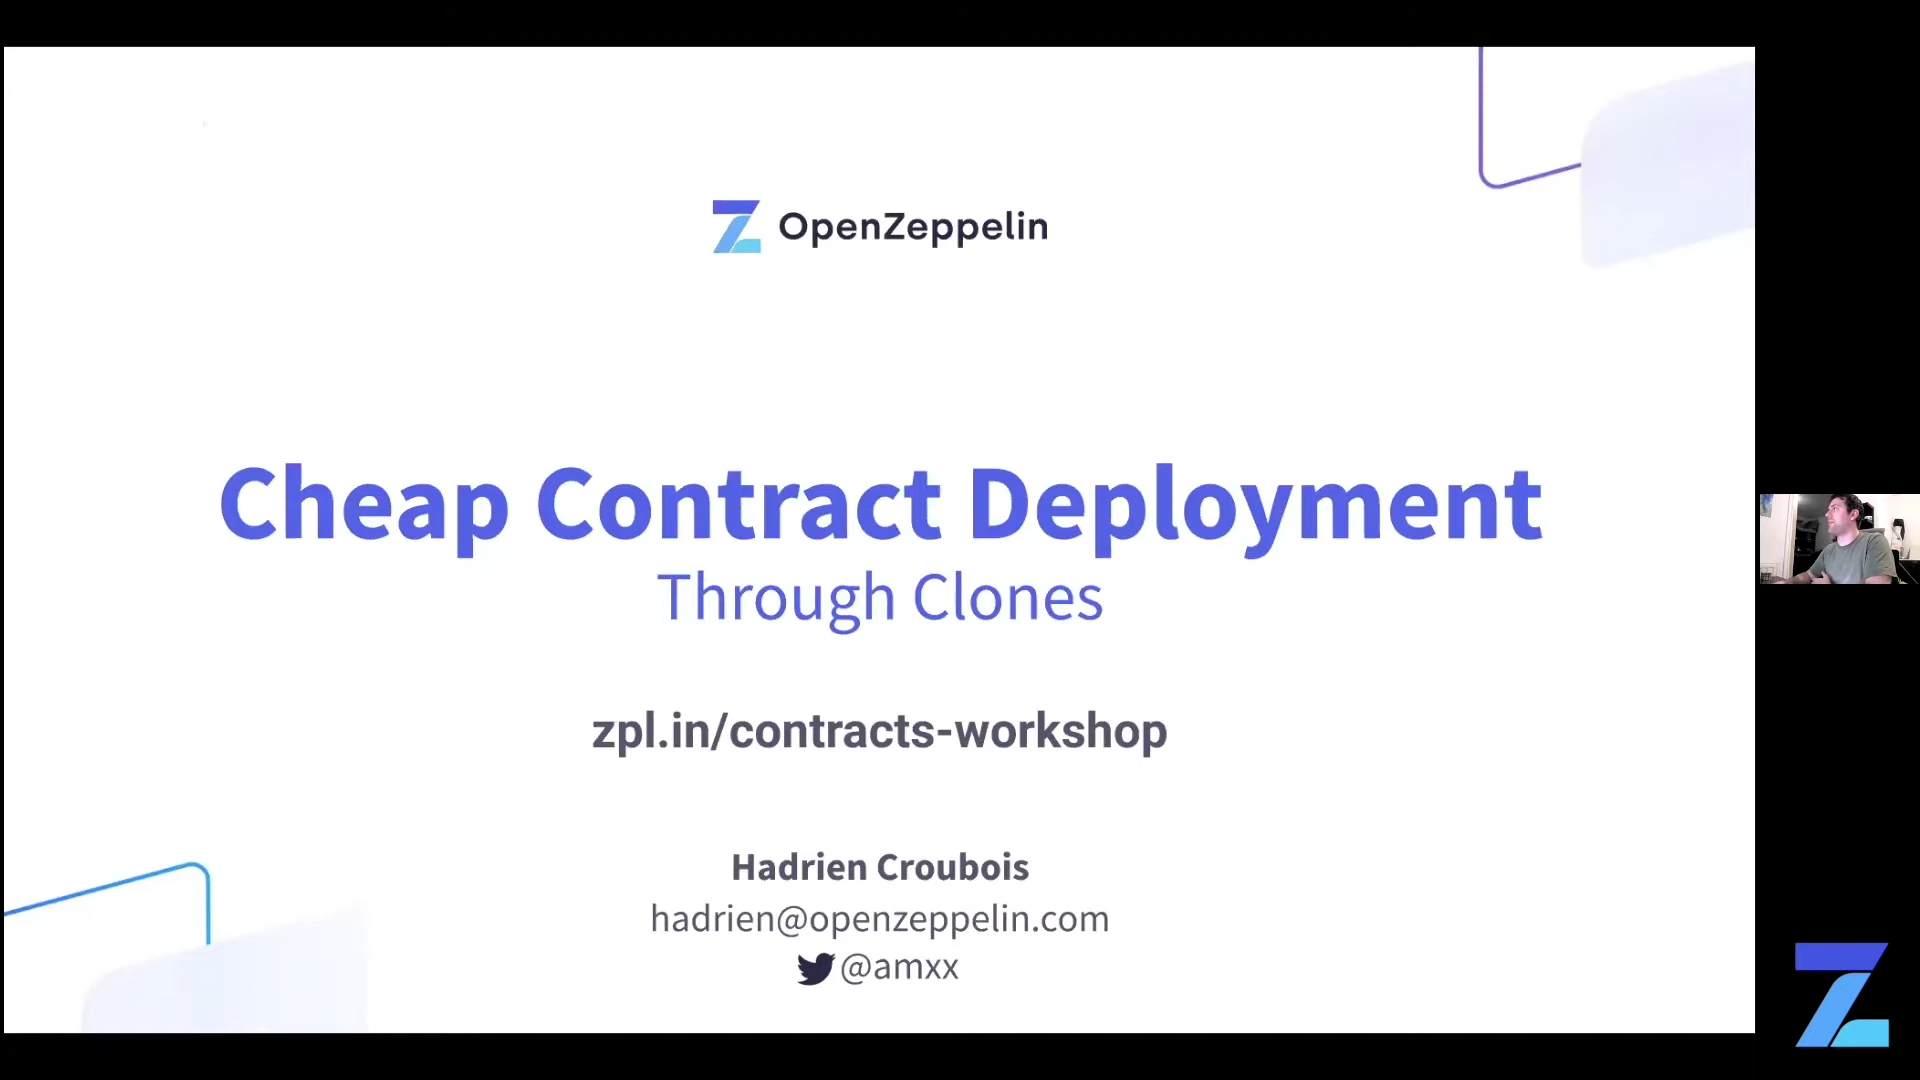 OpenZeppelin
Cheap Contract Deployment
Through Clones
zpl.in/contracts-workshop
Hadrien Croubois
hadrien@openzeppelin.com
@amxx